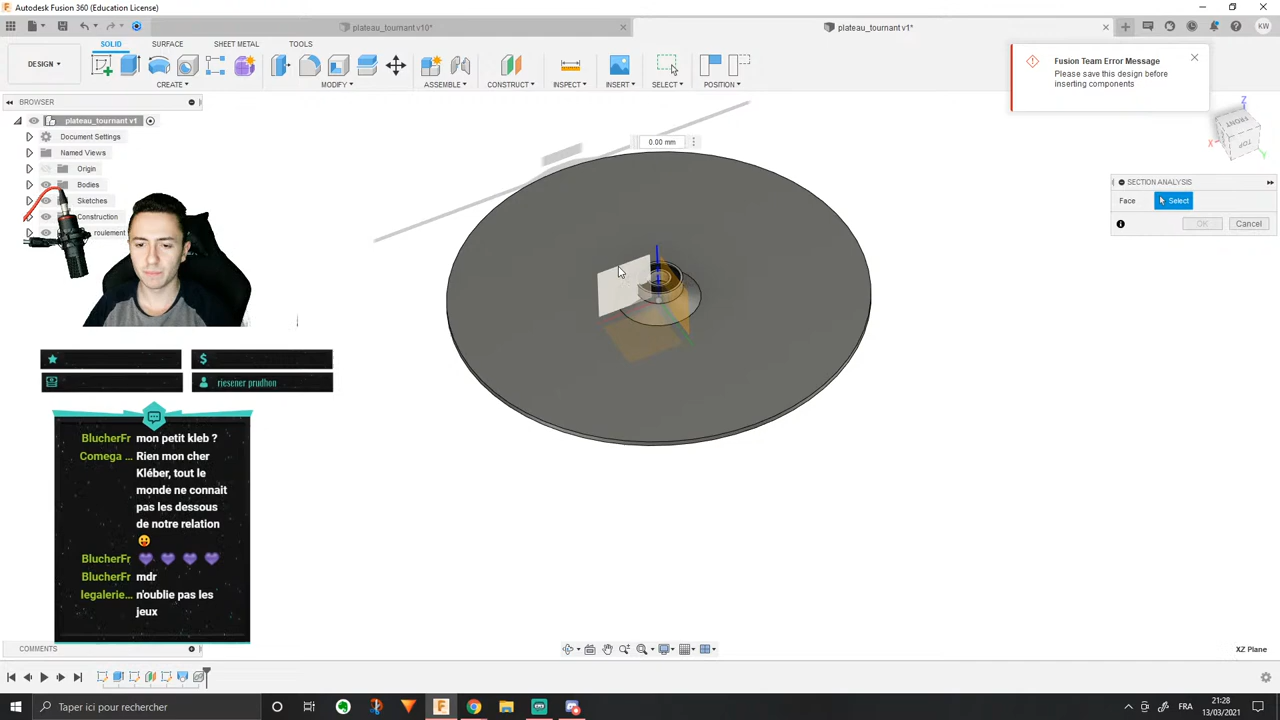 Autodesk Fusion 360 (Education License)
plateau_tournant v10*
plateau_tournant v1*
KW
SOLID
SURFACE
SHEET METAL
TOOLS
DESIGN
CREATE
MODIFY
ASSEMBLE
CONSTRUCT
INSPECT
INSERT
SELECT
POSITION
Fusion Team Error Message
Please save this design before
inserting components
BROWSER
plateau_tournant v1
Document Settings
Named Views
Origin
Bodies
Sketches
Construction
roulement
0.00 mm
Z
FRONT
TOP
X
Y
SECTION ANALYSIS
Face
Select
OK
Cancel
$
riesener prudhon
BlucherFr mon petit kleb ?
Comega ... Rien mon cher
Kléber, tout le
monde ne connait
pas les dessous
de notre relation
😛
BlucherFr 💜 💜 💜 💜
BlucherFr mdr
legalerie... n'oublie pas les
jeux
COMMENTS
XZ Plane
Taper ici pour rechercher
FRA
21:28
13/03/2021